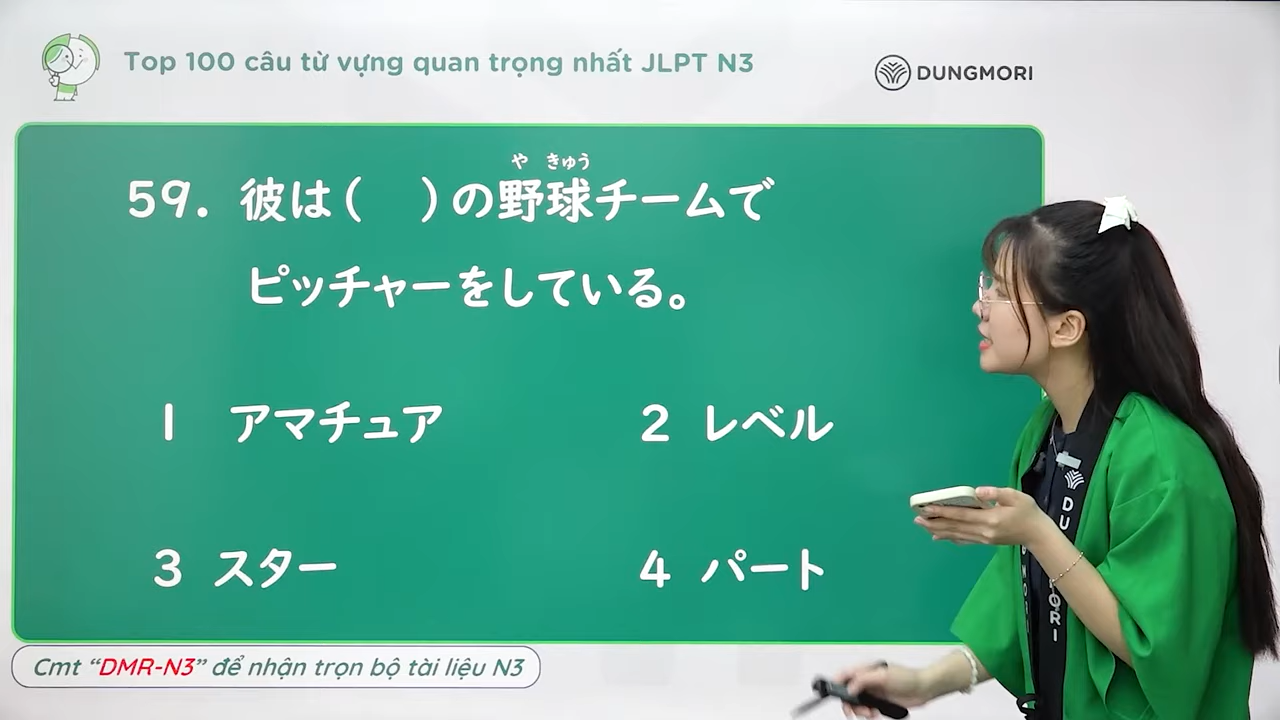 Top 100 câu từ vựng quan trọng nhất JLPT N3
DUNGMORI
や きゅう
59. 彼は( )の野球チームで
ピッチャーをしている。
1 アマチュア
2 レベル
3 スター
4 パート
Cmt “DMR-N3” để nhận trọn bộ tài liệu N3